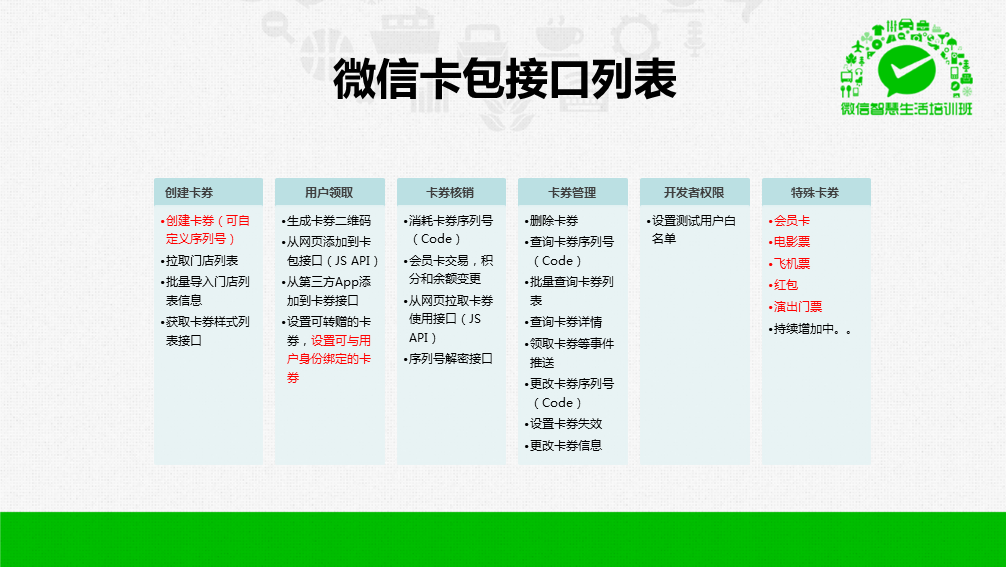 微信卡包接口列表
微信智慧生活培训班
创建卡券
•创建卡券（可自
定义序列号）
•拉取门店列表
•批量导入门店列
表信息
•获取卡券样式列
表接口
用户领取
•生成卡券二维码
•从网页添加到卡
包接口（JS API）
•从第三方App添
加到卡券接口
•设置可转赠的卡
券，设置可与用
户身份绑定的卡
券
卡券核销
•消耗卡券序列号
（Code）
•会员卡交易，积
分和余额变更
•从网页拉取卡券
使用接口（JS
API）
•序列号解密接口
卡券管理
•删除卡券
•查询卡券序列号
（Code）
•批量查询卡券列
表
•查询卡券详情
•领取卡券等事件
推送
•更改卡券序列号
（Code）
•设置卡券失效
•更改卡券信息
开发者权限
•设置测试用户白
名单
特殊卡券
•会员卡
•电影票
•飞机票
•红包
•演出门票
•持续增加中。。